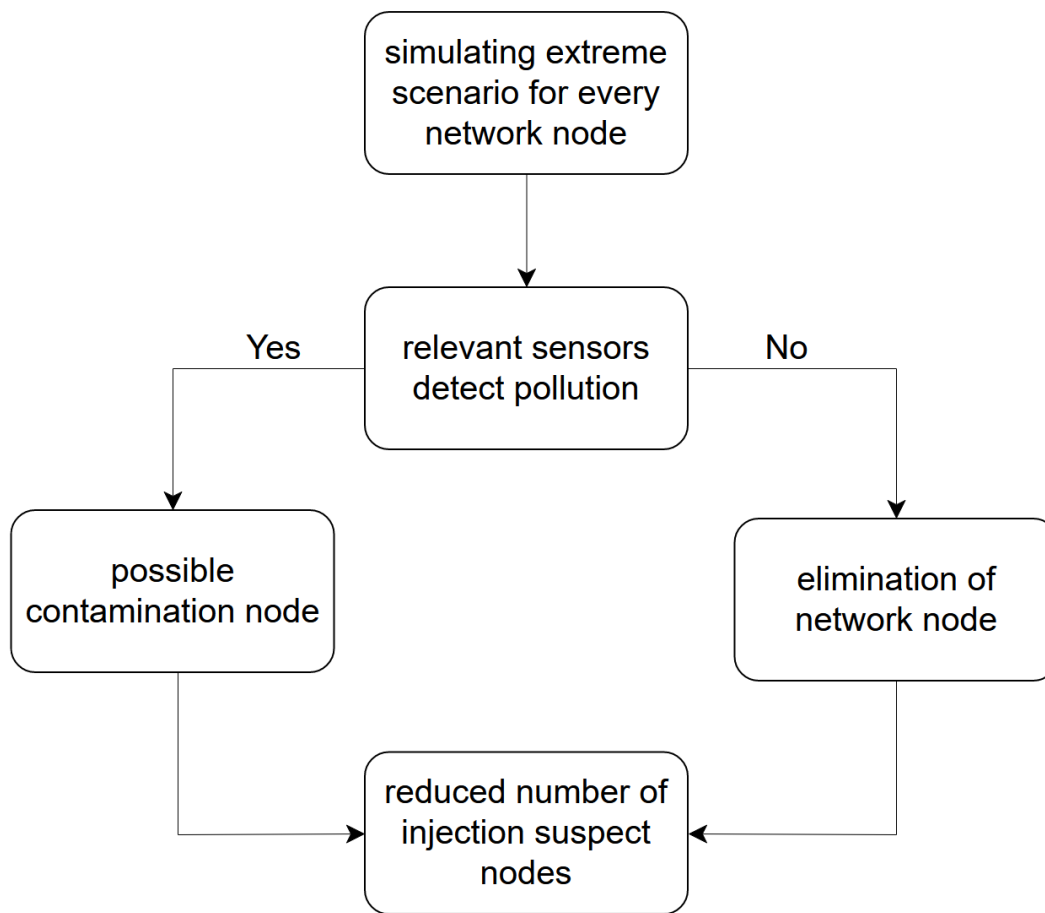 simulating extreme
scenario for every
network node
Yes
relevant sensors
detect pollution
No
possible
contamination node
elimination of
network node
reduced number of
injection suspect
nodes